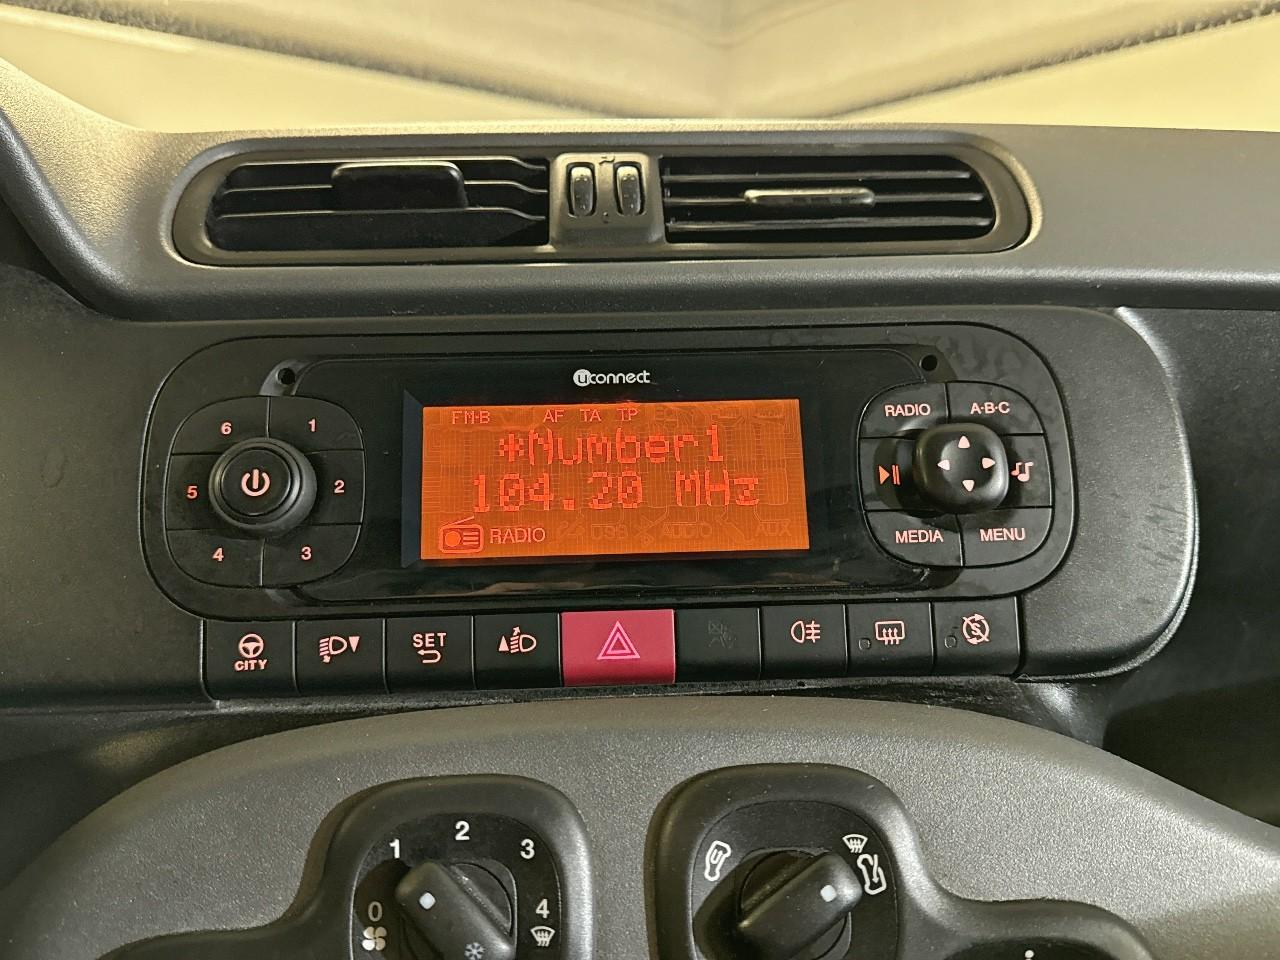 uconnect
FM-B AF TA TP
*Number1
104.20 MHz
RADIO
6 1
5 2
4 3
RADIO A·B·C
MEDIA MENU
CITY
SET
1 2 3
0 4